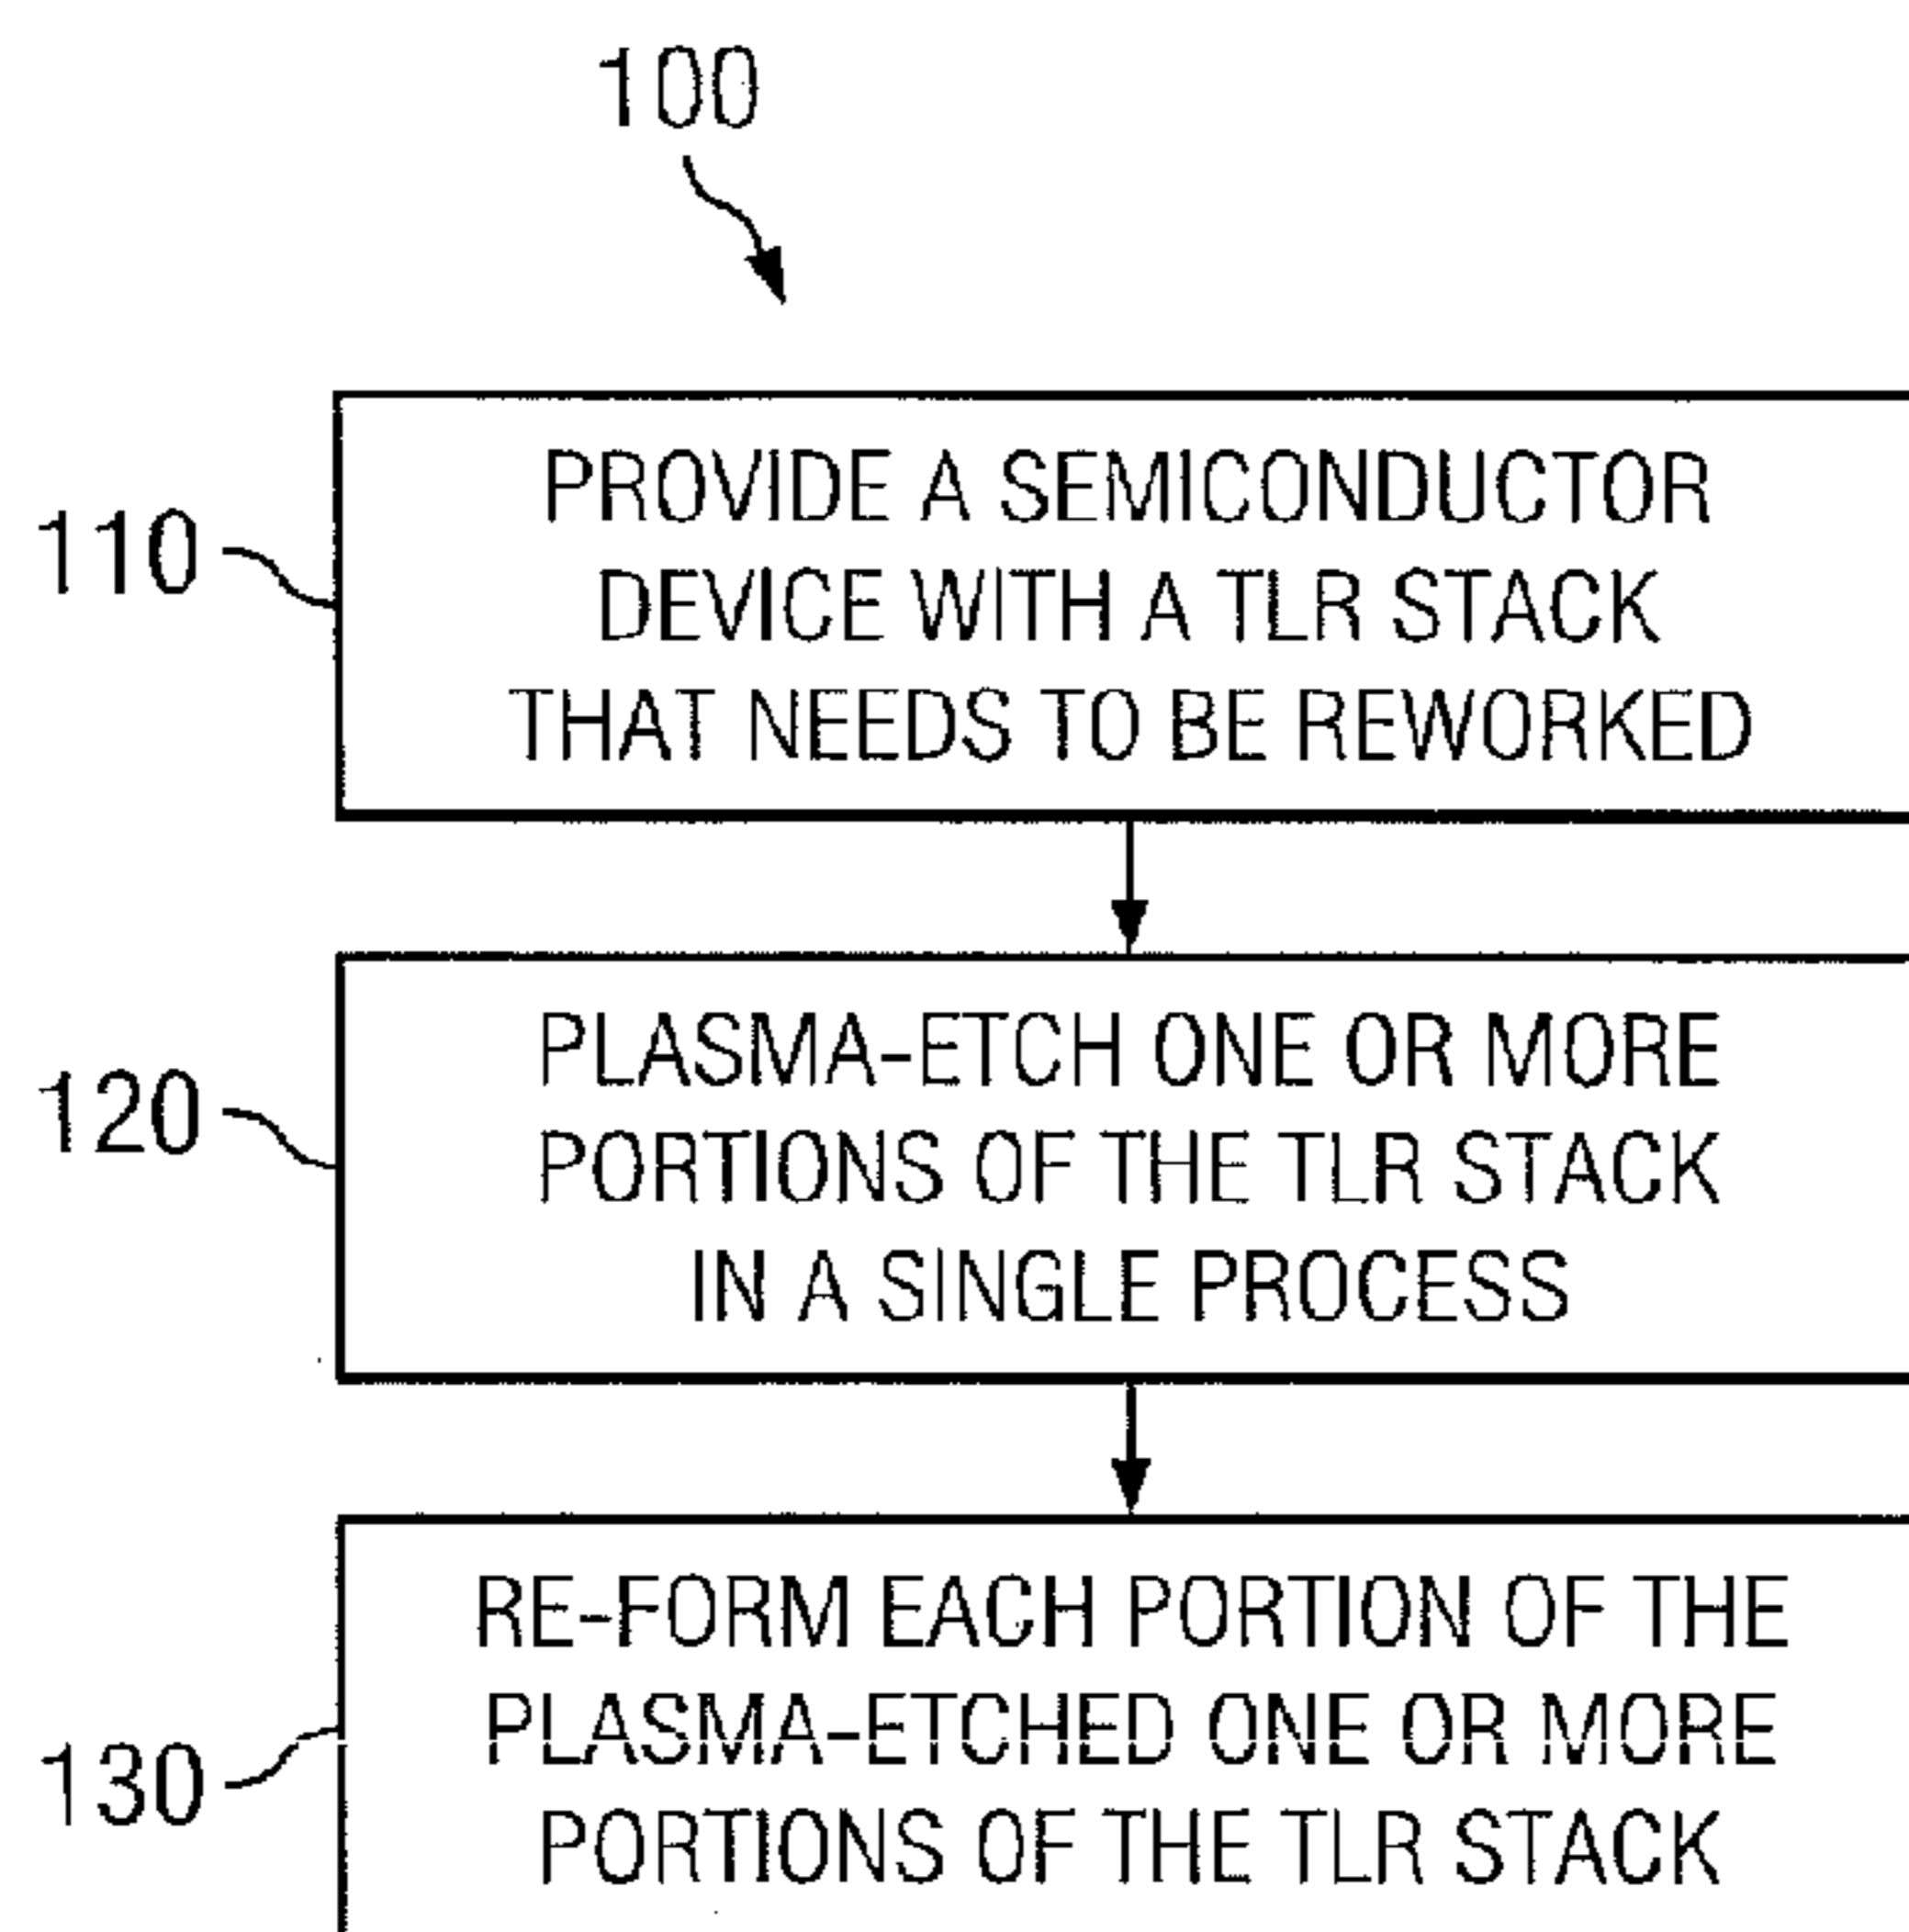 100
110
PROVIDE A SEMICONDUCTOR
DEVICE WITH A TLR STACK
THAT NEEDS TO BE REWORKED
120
PLASMA-ETCH ONE OR MORE
PORTIONS OF THE TLR STACK
IN A SINGLE PROCESS
130
RE-FORM EACH PORTION OF THE
PLASMA-ETCHED ONE OR MORE
PORTIONS OF THE TLR STACK